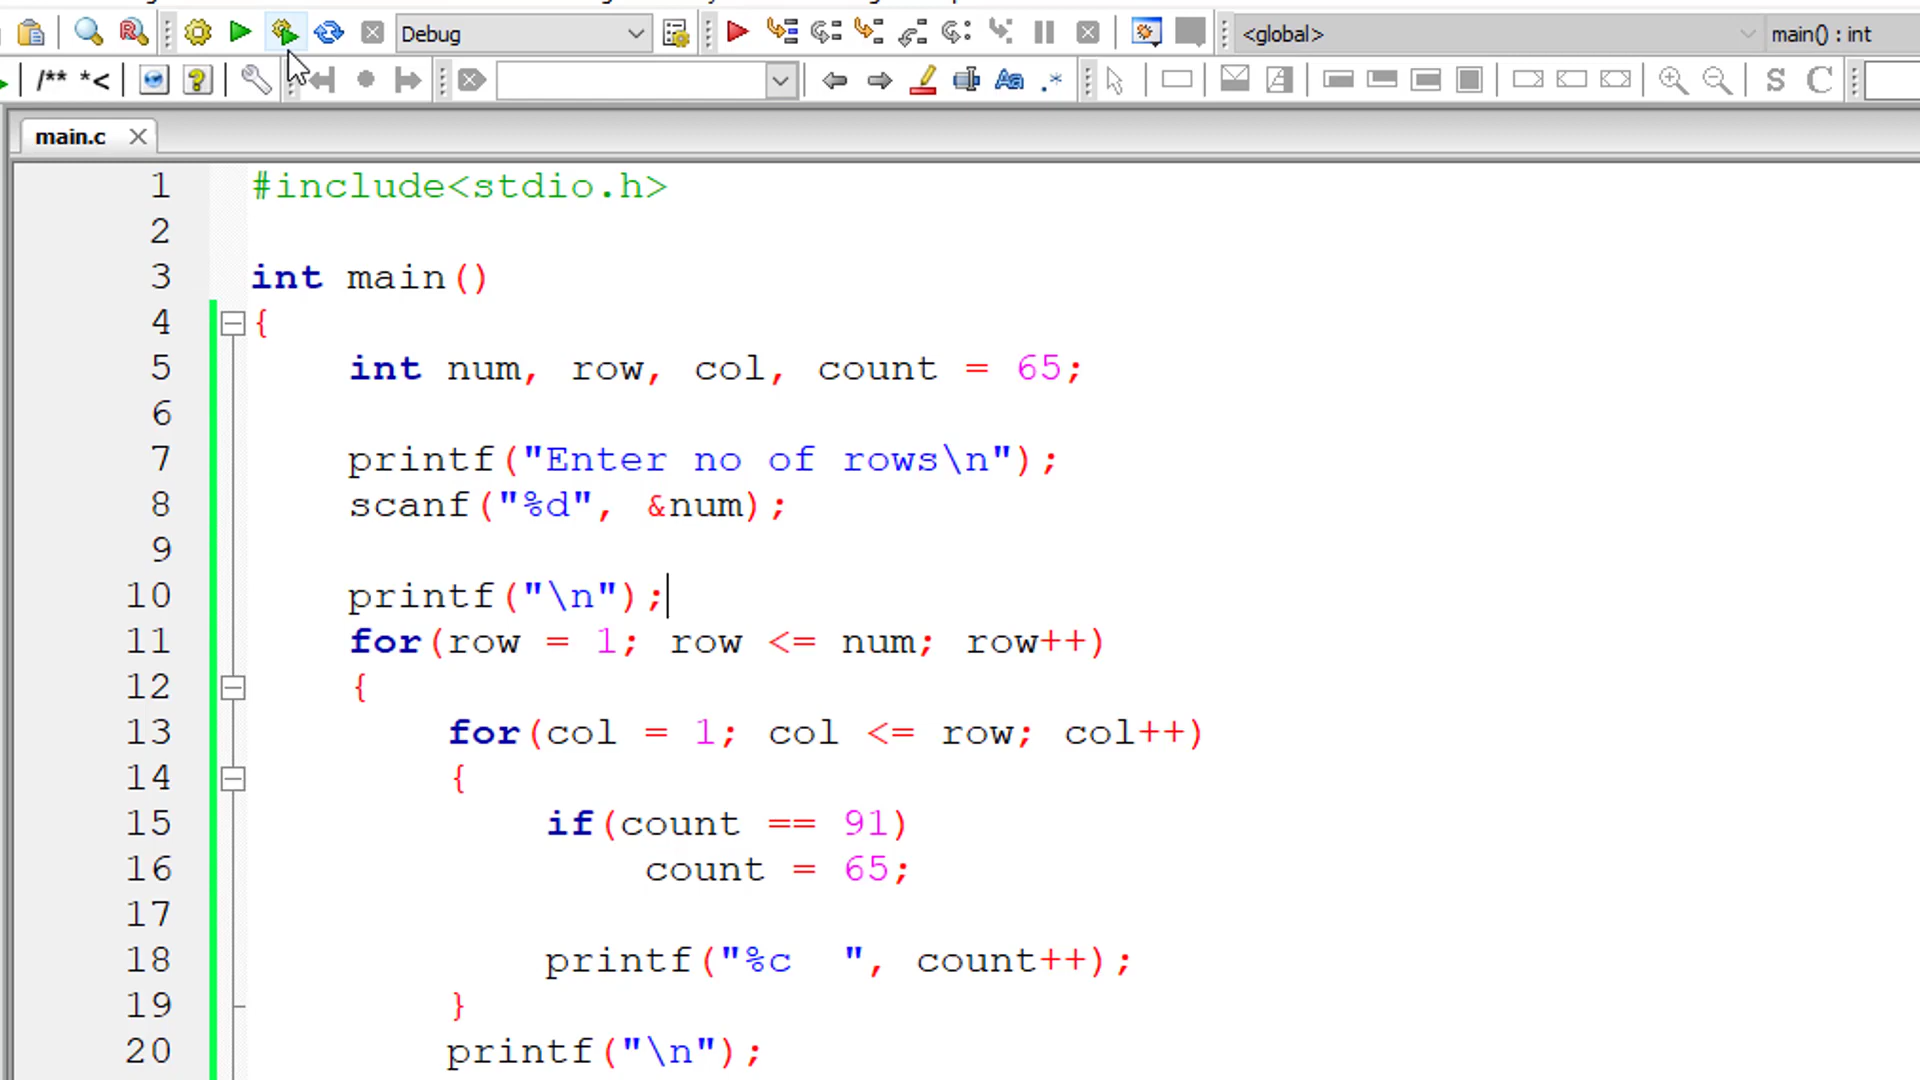 Debug
<global>
main() : int
/** *<
Aa
.*
S
C
main.c
1 #include<stdio.h>
2
3 int main()
4 {
5 int num, row, col, count = 65;
6
7 printf("Enter no of rows\n");
8 scanf("%d", &num);
9
10 printf("\n");
11 for(row = 1; row <= num; row++)
12 {
13 for(col = 1; col <= row; col++)
14 {
15 if(count == 91)
16 count = 65;
17
18 printf("%c  ", count++);
19 }
20 printf("\n");